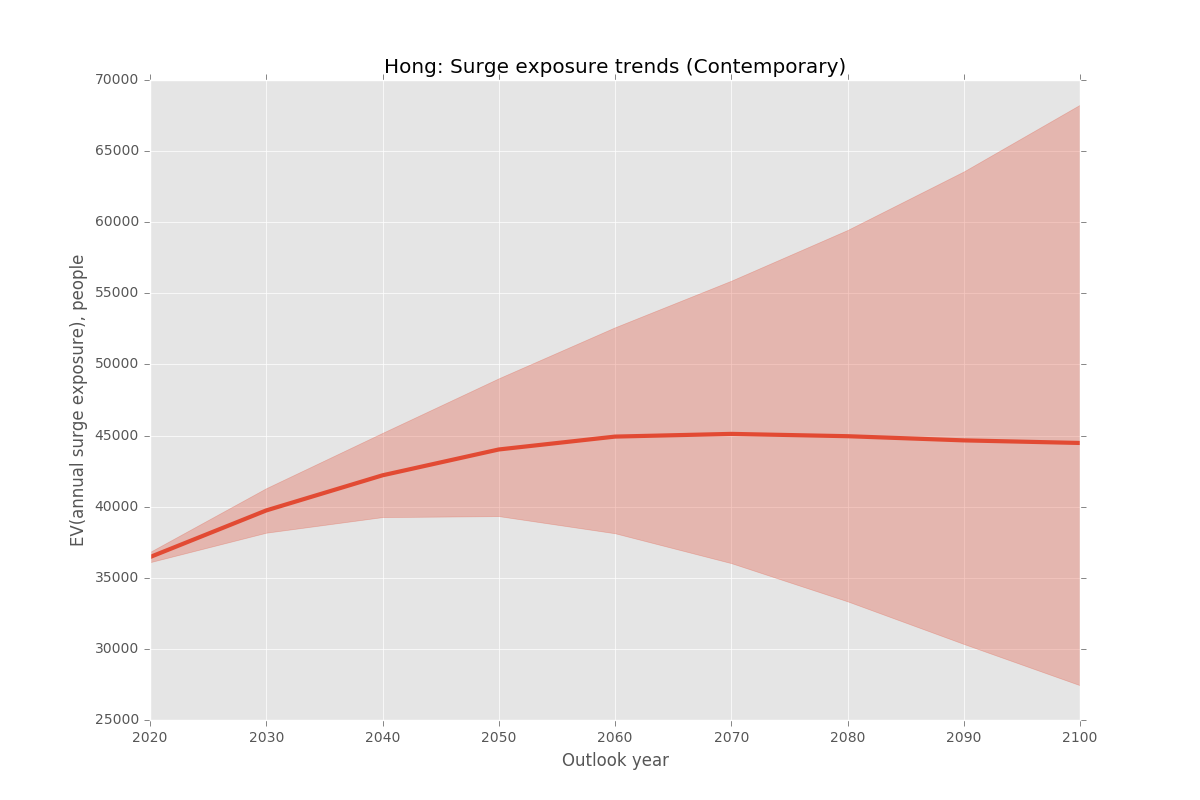 Hong: Surge exposure trends (Contemporary)
70000
65000
60000
55000
50000
45000
40000
35000
30000
25000
EV(annual surge exposure), people
2020 2030 2040 2050 2060 2070 2080 2090 2100
Outlook year